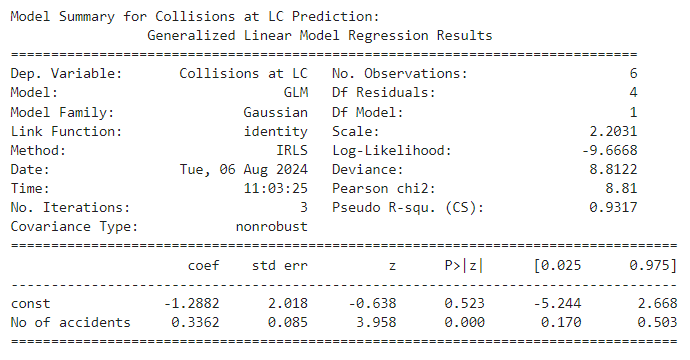 Model Summary for Collisions at LC Prediction:
Generalized Linear Model Regression Results
==============================================================================
Dep. Variable: Collisions at LC No. Observations: 6
Model: GLM Df Residuals: 4
Model Family: Gaussian Df Model: 1
Link Function: identity Scale: 2.2031
Method: IRLS Log-Likelihood: -9.6668
Date: Tue, 06 Aug 2024 Deviance: 8.8122
Time: 11:03:25 Pearson chi2: 8.81
No. Iterations: 3 Pseudo R-squ. (CS): 0.9317
Covariance Type: nonrobust
===================================================================================
coef std err z P>|z| [0.025 0.975]
-----------------------------------------------------------------------------------
const -1.2882 2.018 -0.638 0.523 -5.244 2.668
No of accidents 0.3362 0.085 3.958 0.000 0.170 0.503
===================================================================================